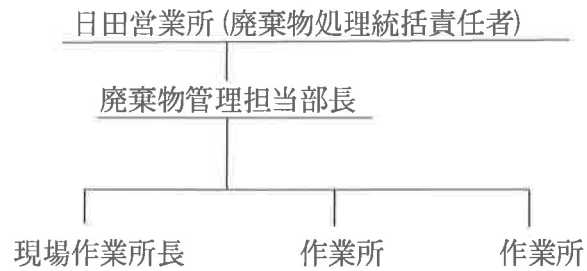 日田営業所 (廃棄物処理統括責任者)
廃棄物管理担当部長
現場作業所長 作業所 作業所